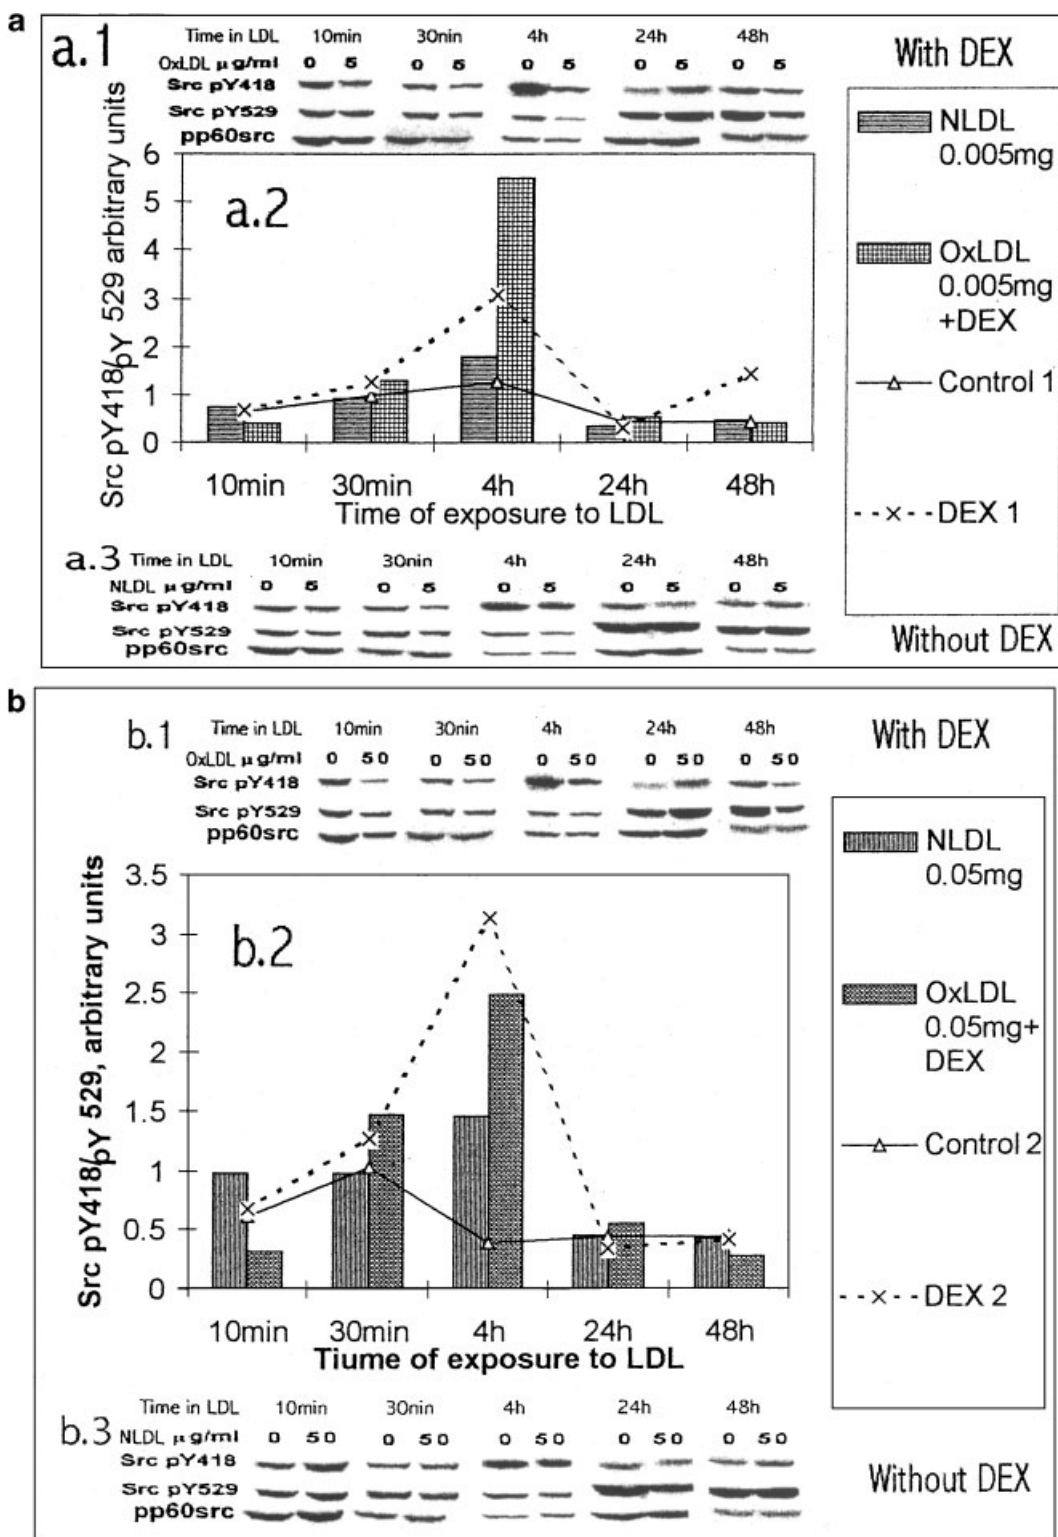 a
a.1
Time in LDL 10min 30nin 4h 24h 48h
OxLDL µg/ml 0 5 0 5 0 5 0 5 0 5
Src pY418
Src pY529
pp60src
With DEX
NLDL
0.005mg
OxLDL
0.005mg
+DEX
Control 1
DEX 1
Without DEX
Src pY418/pY 529 arbitrary units
6
5
4
3
2
1
0
a.2
10min 30min 4h 24h 48h
Time of exposure to LDL
a.3 Time in LDL 10min 30nin 4h 24h 48h
NLDL µg/ml 0 5 0 5 0 5 0 5 0 5
Src pY418
Src pY529
pp60src
b
b.1
Time in LDL 10min 30nin 4h 24h 48h
OxLDL µg/ml 0 50 0 50 0 50 0 50 0 50
Src pY418
Src pY529
pp60src
With DEX
NLDL
0.05mg
OxLDL
0.05mg+
DEX
Control 2
DEX 2
Src pY418/pY 529, arbitrary units
3.5
3
2.5
2
1.5
1
0.5
0
b.2
10min 30min 4h 24h 48h
Tiume of exposure to LDL
Time in LDL 10min 30nin 4h 24h 48h
b.3 NLDL µg/ml 0 50 0 50 0 50 0 50 0 50
Src pY418
Src pY529
pp60src
Without DEX